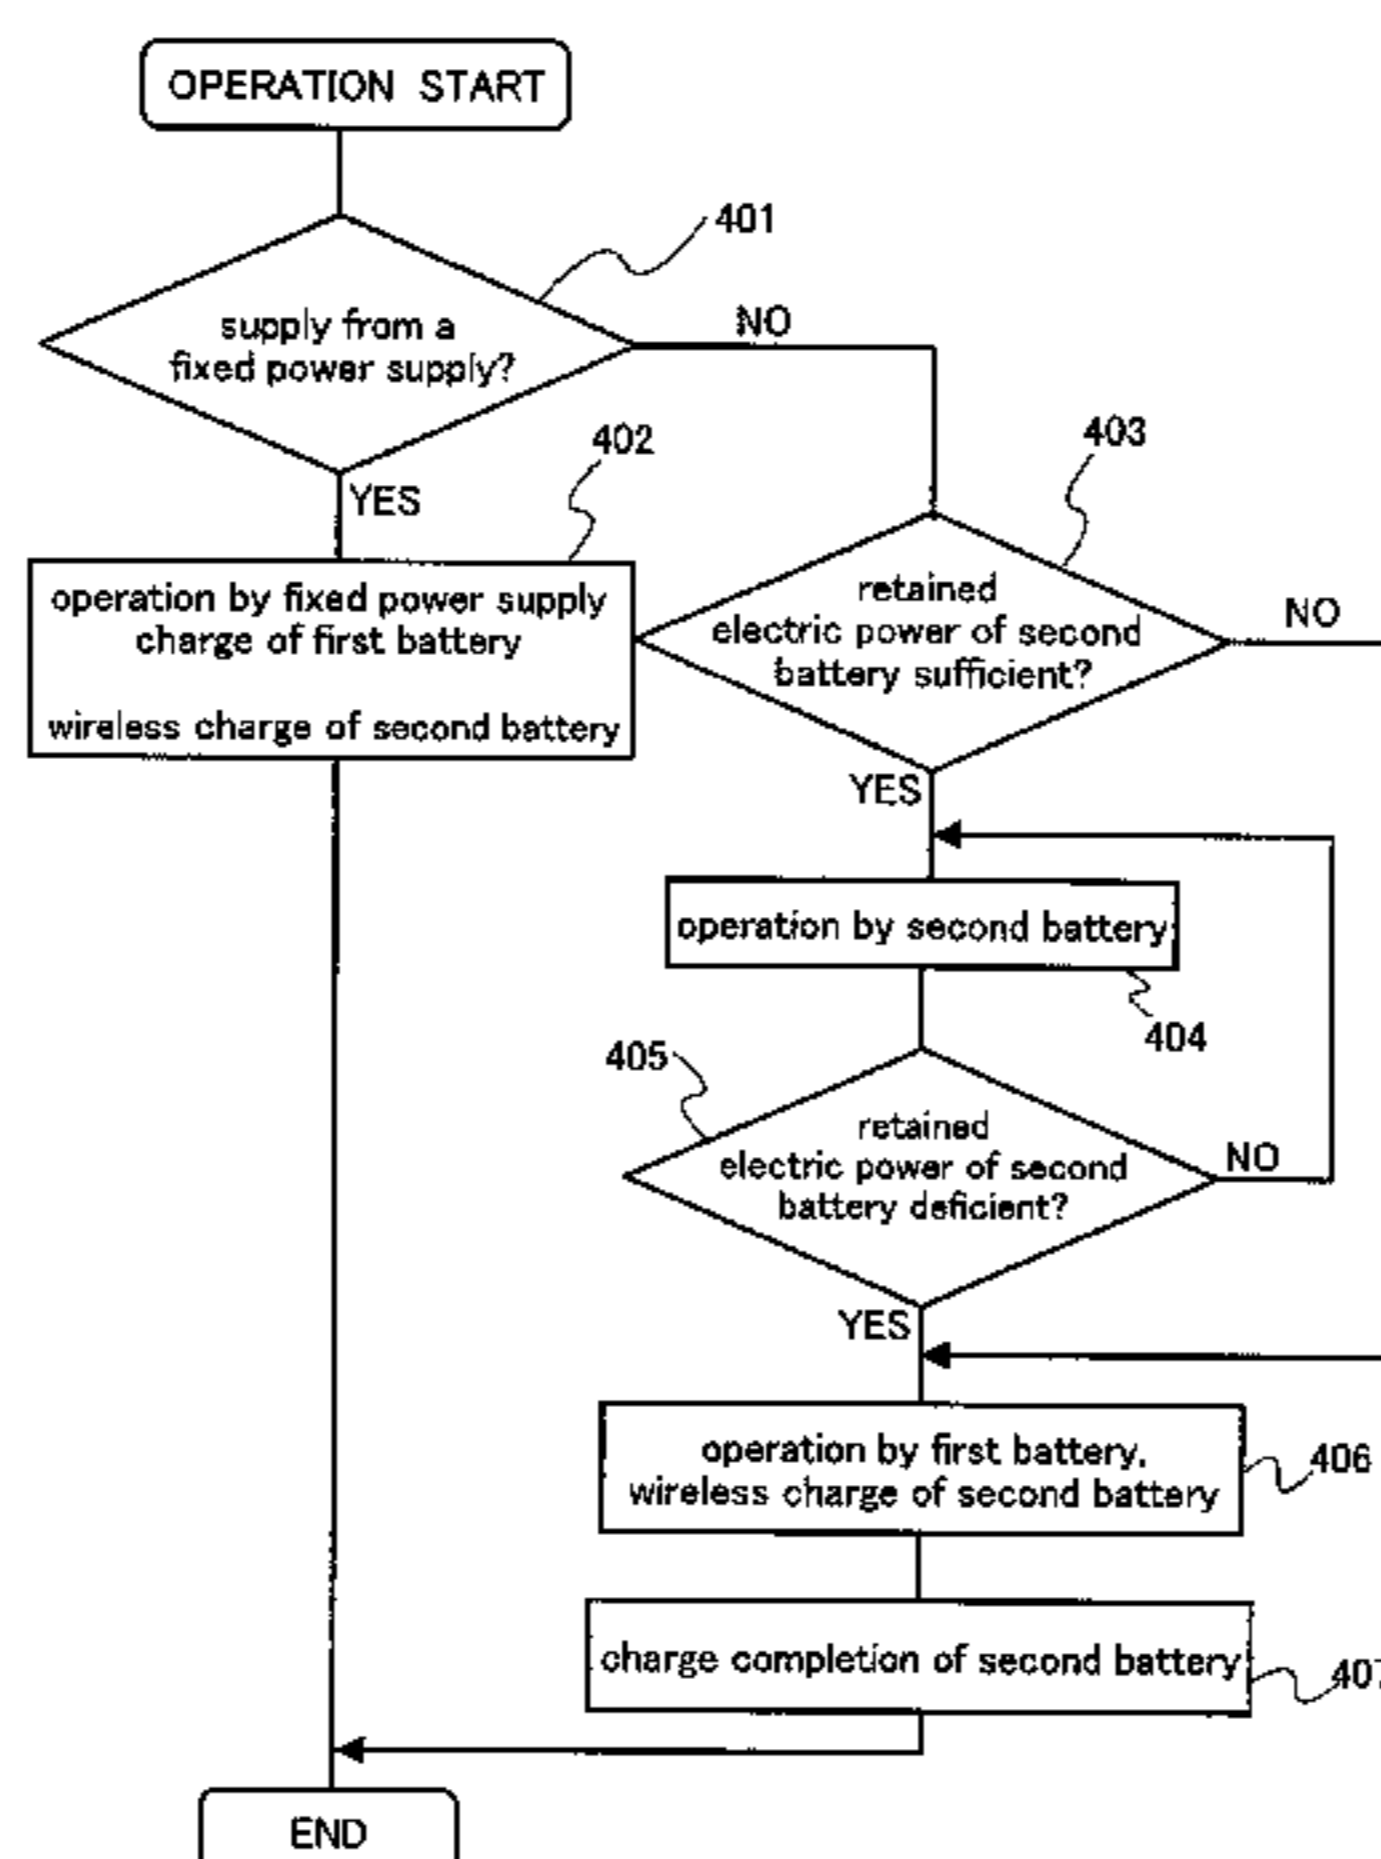 OPERATION START
401
supply from a
fixed power supply?
NO
YES
402
operation by fixed power supply
charge of first battery
wireless charge of second battery
403
retained
electric power of second
battery sufficient?
NO
YES
operation by second battery
404
405
retained
electric power of second
battery deficient?
NO
YES
operation by first battery,
wireless charge of second battery
406
charge completion of second battery
407
END